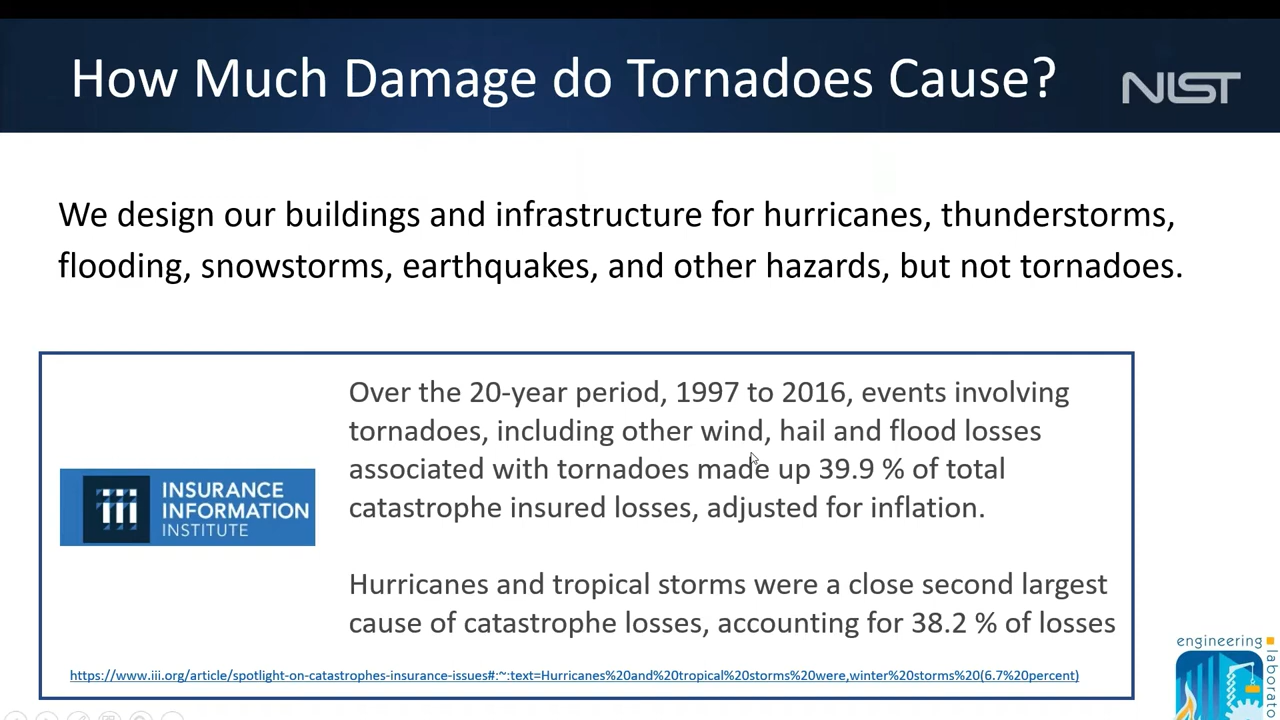 How Much Damage do Tornadoes Cause?
NIST
We design our buildings and infrastructure for hurricanes, thunderstorms,
flooding, snowstorms, earthquakes, and other hazards, but not tornadoes.
Over the 20-year period, 1997 to 2016, events involving
tornadoes, including other wind, hail and flood losses
associated with tornadoes made up 39.9 % of total
catastrophe insured losses, adjusted for inflation.
iii
INSURANCE
INFORMATION
INSTITUTE
Hurricanes and tropical storms were a close second largest
cause of catastrophe losses, accounting for 38.2 % of losses
https://www.iii.org/article/spotlight-on-catastrophes-insurance-issues#:~:text=Hurricanes%20and%20tropical%20storms%20were,winter%20storms%20(6.7%20percent)
engineering